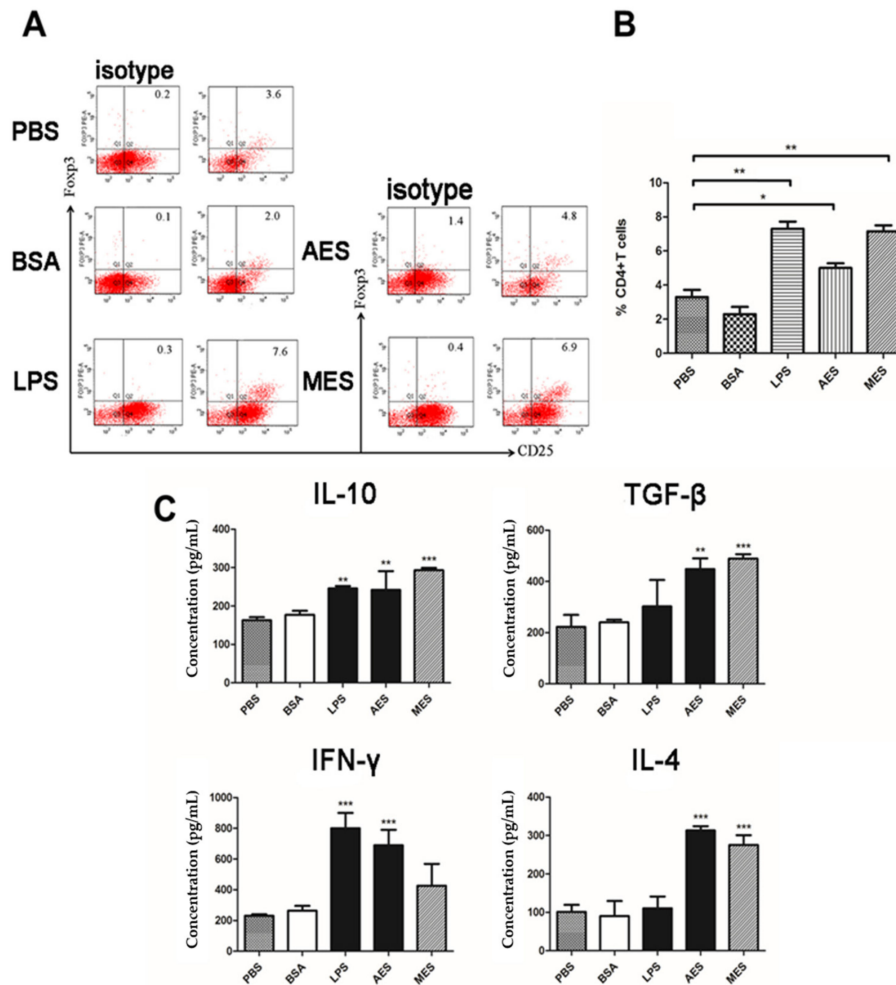 A
isotype
PBS
0.2
3.6
Foxp3
BSA
0.1
2.0
LPS
0.3
7.6
isotype
AES
1.4
4.8
Foxp3
MES
0.4
6.9
CD25
FOXP3 PE-A
Q1 Q2
B
**
**
*
% CD4+T cells
10
8
6
4
2
0
PBS BSA LPS AES MES
C
IL-10
Concentration (pg/mL)
400
300
200
100
0
** ** ***
PBS BSA LPS AES MES
TGF-β
Concentration (pg/mL)
600
400
200
0
** ***
PBS BSA LPS AES MES
IFN-γ
Concentration (pg/mL)
1000
800
600
400
200
0
*** ***
PBS BSA LPS AES MES
IL-4
Concentration (pg/mL)
400
300
200
100
0
*** ***
PBS BSA LPS AES MES